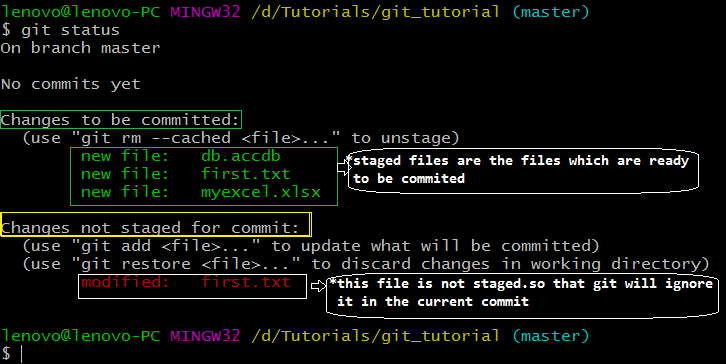 lenovo@lenovo-PC MINGW32 /d/Tutorials/git_tutorial (master)
$ git status
On branch master
No commits yet
Changes to be committed:
(use "git rm --cached <file>..." to unstage)
new file: db.accdb
new file: first.txt
new file: myexcel.xlsx
*staged files are the files which are ready
to be commited
Changes not staged for commit:
(use "git add <file>..." to update what will be committed)
(use "git restore <file>..." to discard changes in working directory)
modified: first.txt
*this file is not staged.so that git will ignore
it in the current commit
lenovo@lenovo-PC MINGW32 /d/Tutorials/git_tutorial (master)
$